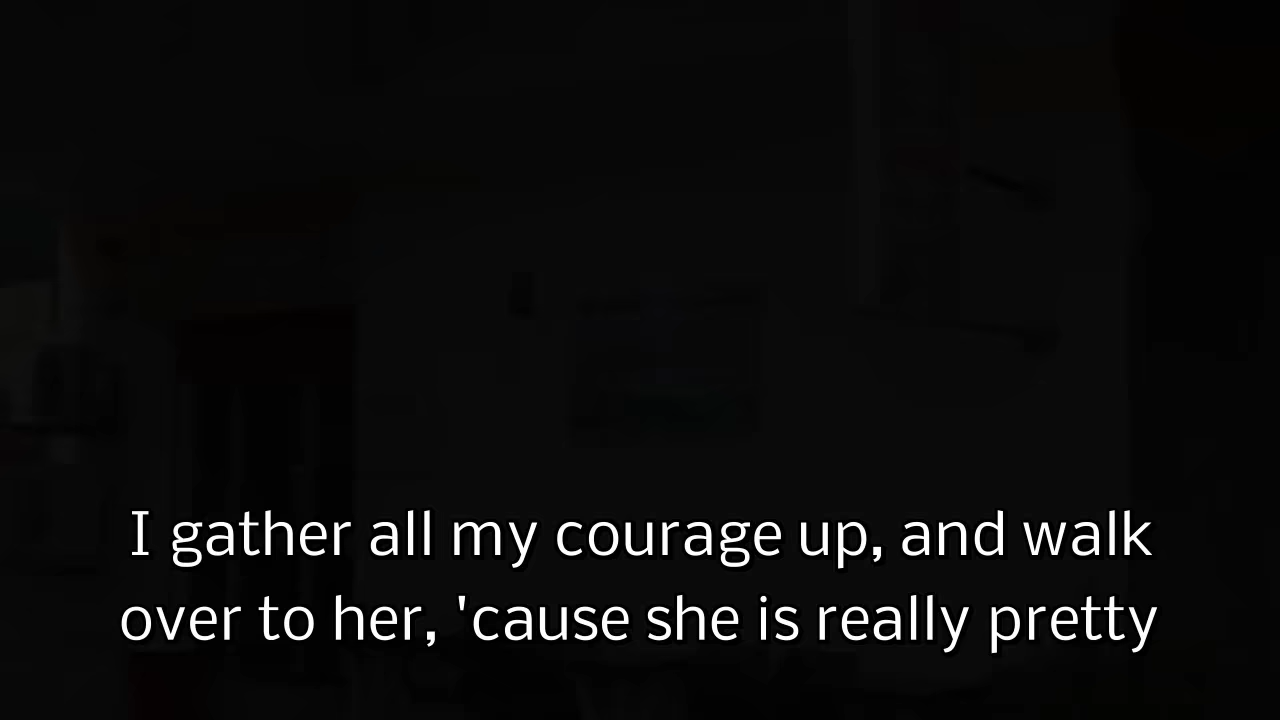 I gather all my courage up, and walk
over to her, 'cause she is really pretty